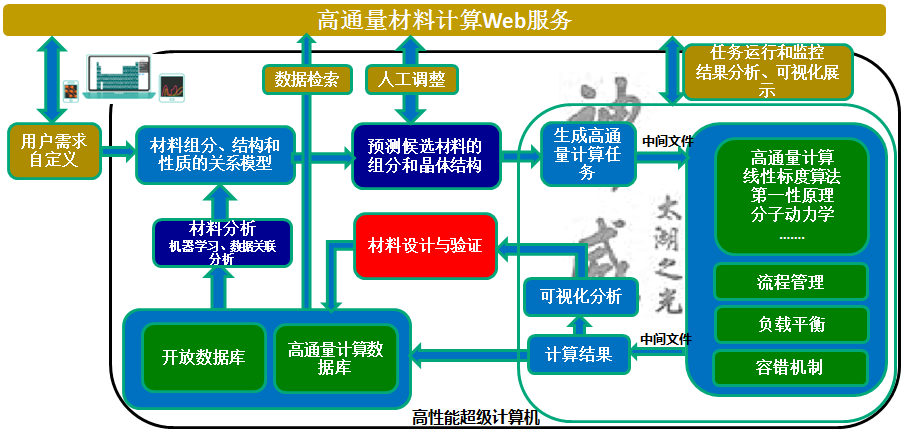 高通量材料计算Web服务
数据检索
人工调整
任务运行和监控
结果分析、可视化展
示
用户需求
自定义
材料组分、结构和
性质的关系模型
预测候选材料的
组分和晶体结构
生成高通
量计算任
务
中间文件
高通量计算
线性标度算法
第一性原理
分子动力学
.......
神威
太湖之光
材料分析
机器学习、数据关联
分析
材料设计与验证
可视化分析
流程管理
负载平衡
容错机制
开放数据库
高通量计算数
据库
计算结果
中间文件
高性能超级计算机